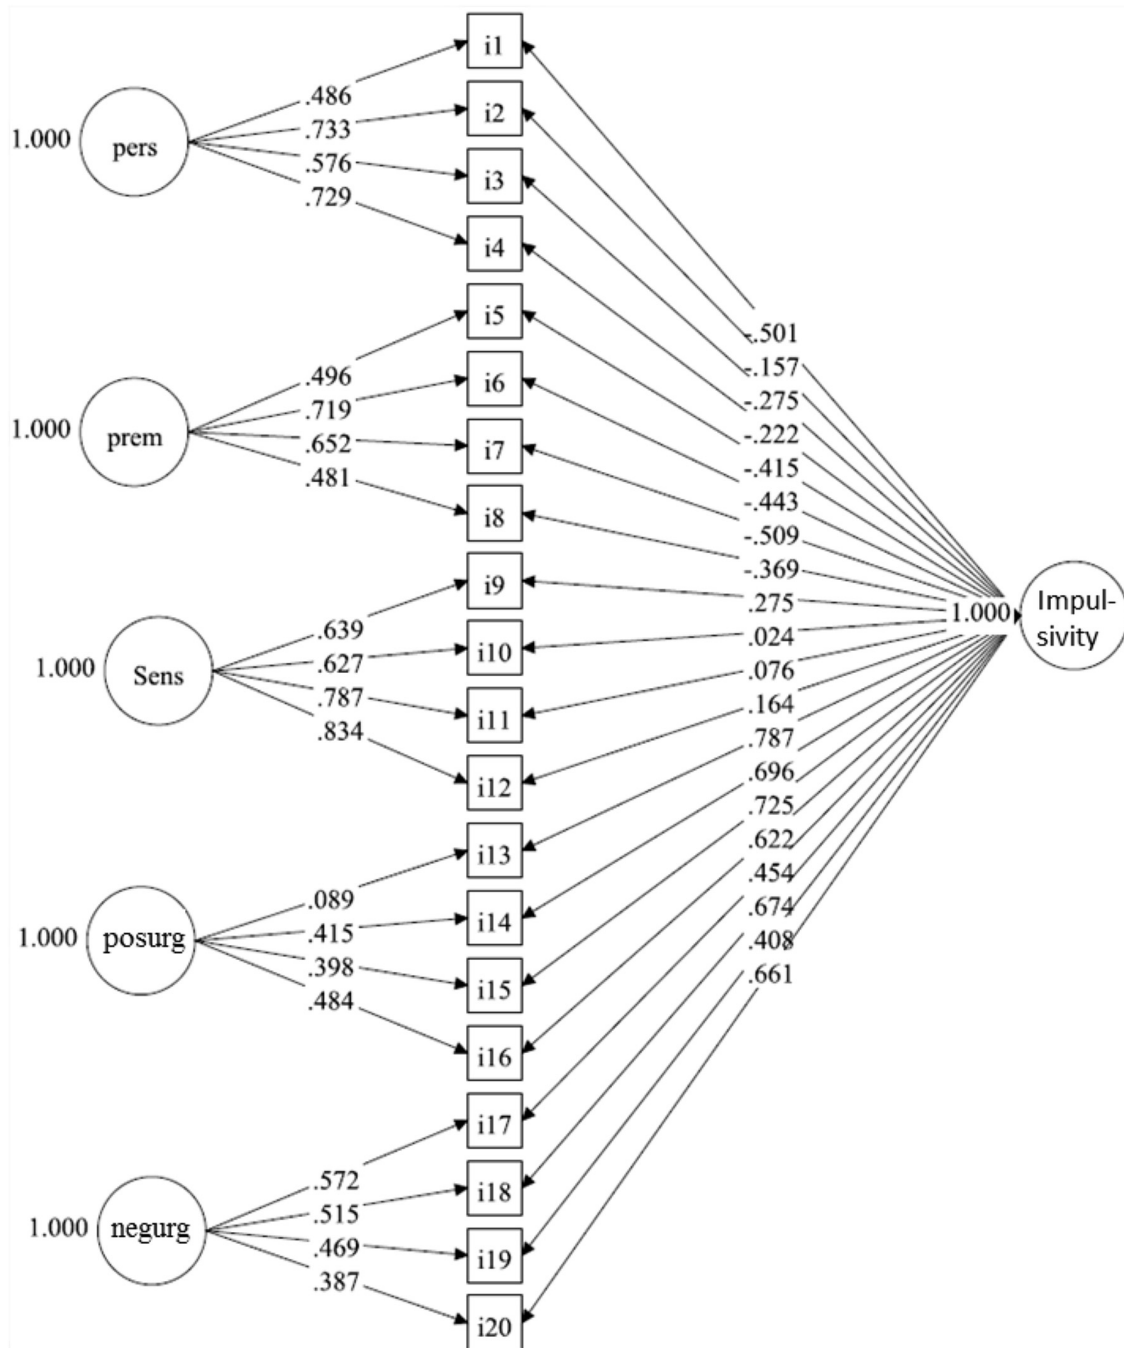 i1
.486
i2
1.000
pers
.733
.576
i3
.729
i4
i5
.496
i6
1.000
prem
.719
.652
i7
.481
i8
i9
.639
i10
1.000
Sens
.627
.787
i11
.834
i12
i13
.089
i14
1.000
posurg
.415
.398
i15
.484
i16
i17
.572
i18
1.000
negurg
.515
.469
i19
.387
i20
-.501
-.157
-.275
-.222
-.415
-.443
-.509
-.369
.275
.024
.076
.164
.787
.696
.725
.622
.454
.674
.408
.661
1.000
Impul-
sivity